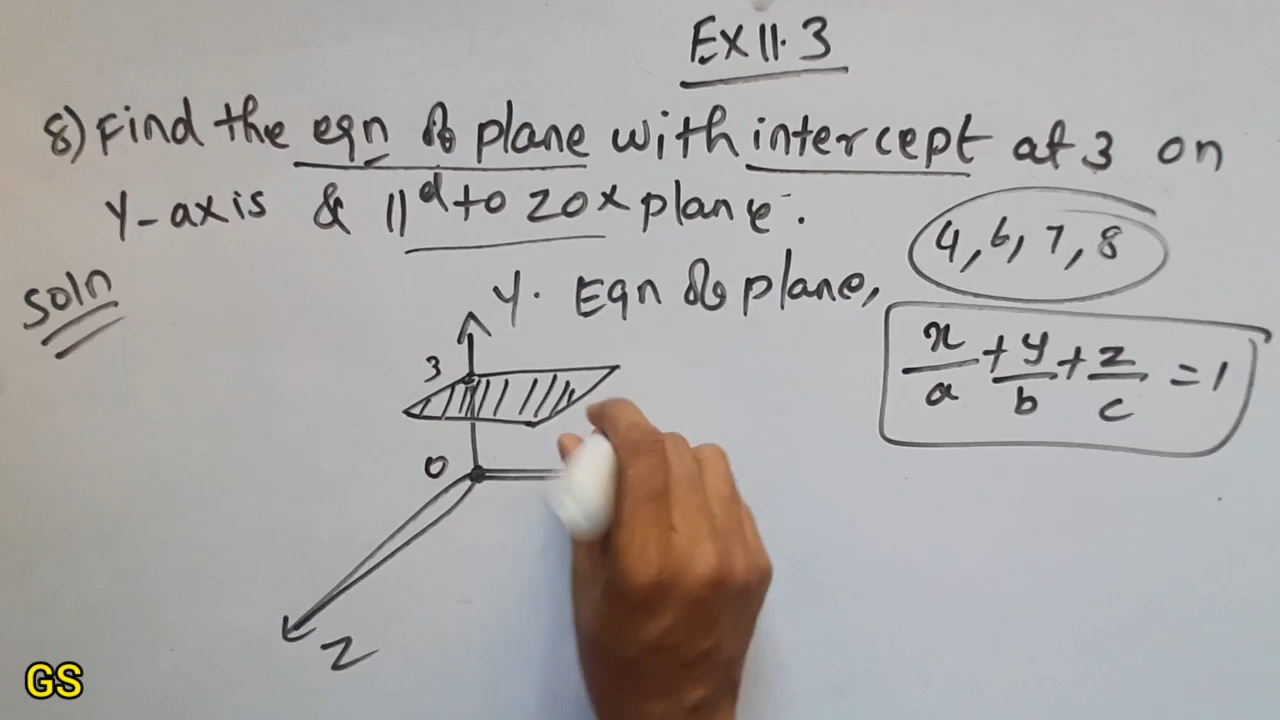 Ex 11.3
8) Find the eqn of plane with intercept at 3 on
Y-axis & ||d to ZOX plane.
4, 6, 7, 8
Soln
Y. Eqn of plane,
x/a + y/b + z/c = 1
3
0
Z
GS